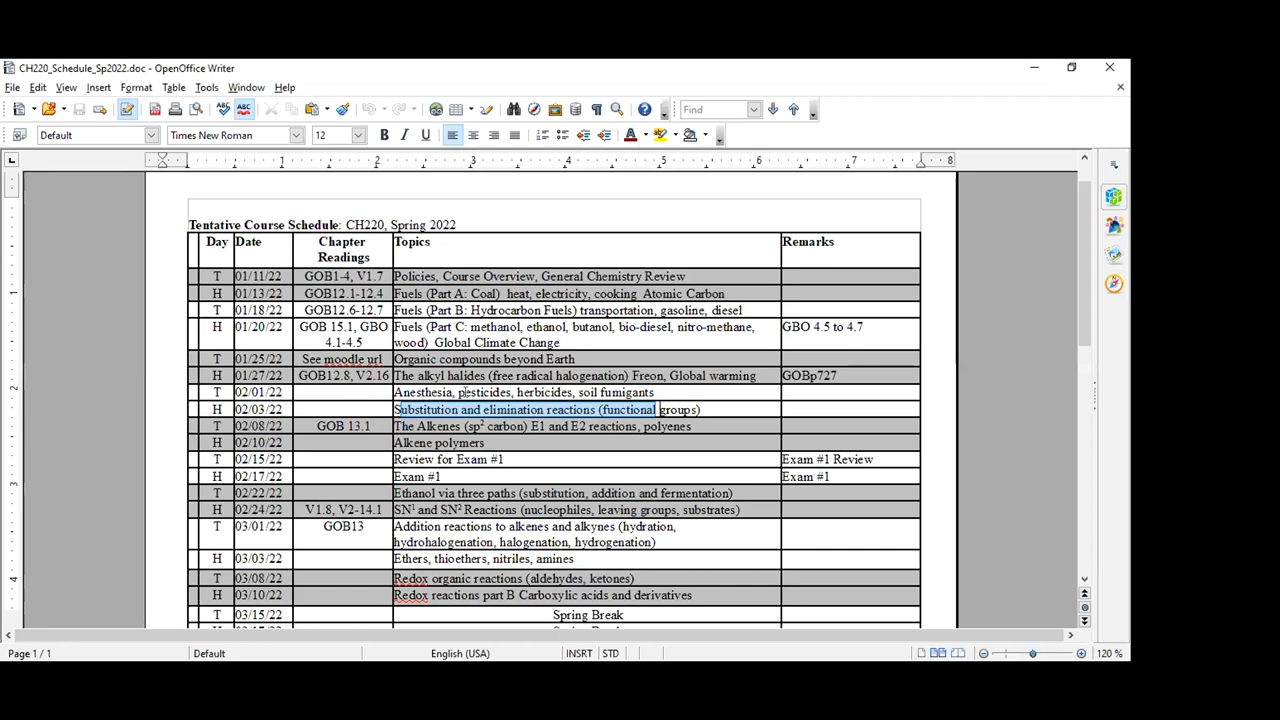 CH220_Schedule_Sp2022.doc - OpenOffice Writer
File Edit View Insert Format Table Tools Window Help
Find
Default Times New Roman 12
1 2 3 4 5 6 7 8
Tentative Course Schedule: CH220, Spring 2022
Day Date Chapter Readings Topics Remarks
T 01/11/22 GOB1-4, V1.7 Policies, Course Overview, General Chemistry Review
H 01/13/22 GOB12.1-12.4 Fuels (Part A: Coal) heat, electricity, cooking Atomic Carbon
T 01/18/22 GOB12.6-12.7 Fuels (Part B: Hydrocarbon Fuels) transportation, gasoline, diesel
H 01/20/22 GOB 15.1, GBO Fuels (Part C: methanol, ethanol, butanol, bio-diesel, nitro-methane, GBO 4.5 to 4.7
4.1-4.5 wood) Global Climate Change
T 01/25/22 See moodle url Organic compounds beyond Earth
H 01/27/22 GOB12.8, V2.16 The alkyl halides (free radical halogenation) Freon, Global warming GOBp727
T 02/01/22 Anesthesia, pesticides, herbicides, soil fumigants
H 02/03/22 Substitution and elimination reactions (functional groups)
T 02/08/22 GOB 13.1 The Alkenes (sp² carbon) E1 and E2 reactions, polyenes
H 02/10/22 Alkene polymers
T 02/15/22 Review for Exam #1 Exam #1 Review
H 02/17/22 Exam #1 Exam #1
T 02/22/22 Ethanol via three paths (substitution, addition and fermentation)
H 02/24/22 V1.8, V2-14.1 SN¹ and SN² Reactions (nucleophiles, leaving groups, substrates)
T 03/01/22 GOB13 Addition reactions to alkenes and alkynes (hydration,
hydrohalogenation, halogenation, hydrogenation)
H 03/03/22 Ethers, thioethers, nitriles, amines
T 03/08/22 Redox organic reactions (aldehydes, ketones)
H 03/10/22 Redox reactions part B Carboxylic acids and derivatives
T 03/15/22 Spring Break
Page 1 / 1 Default English (USA) INSRT STD 120 %